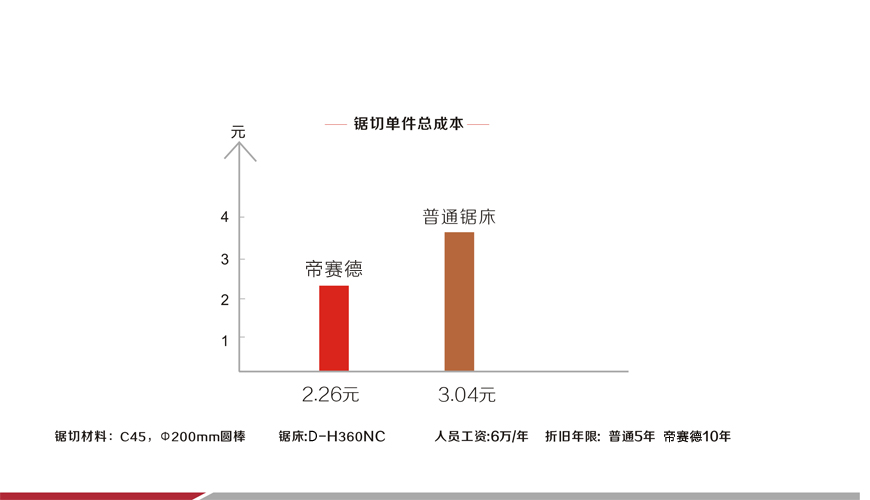 锯切单件总成本
元
4
3
2
1
普通锯床
帝赛德
2.26元
3.04元
锯切材料：C45，Φ200mm圆棒 锯床:D-H360NC 人员工资:6万/年 折旧年限: 普通5年 帝赛德10年